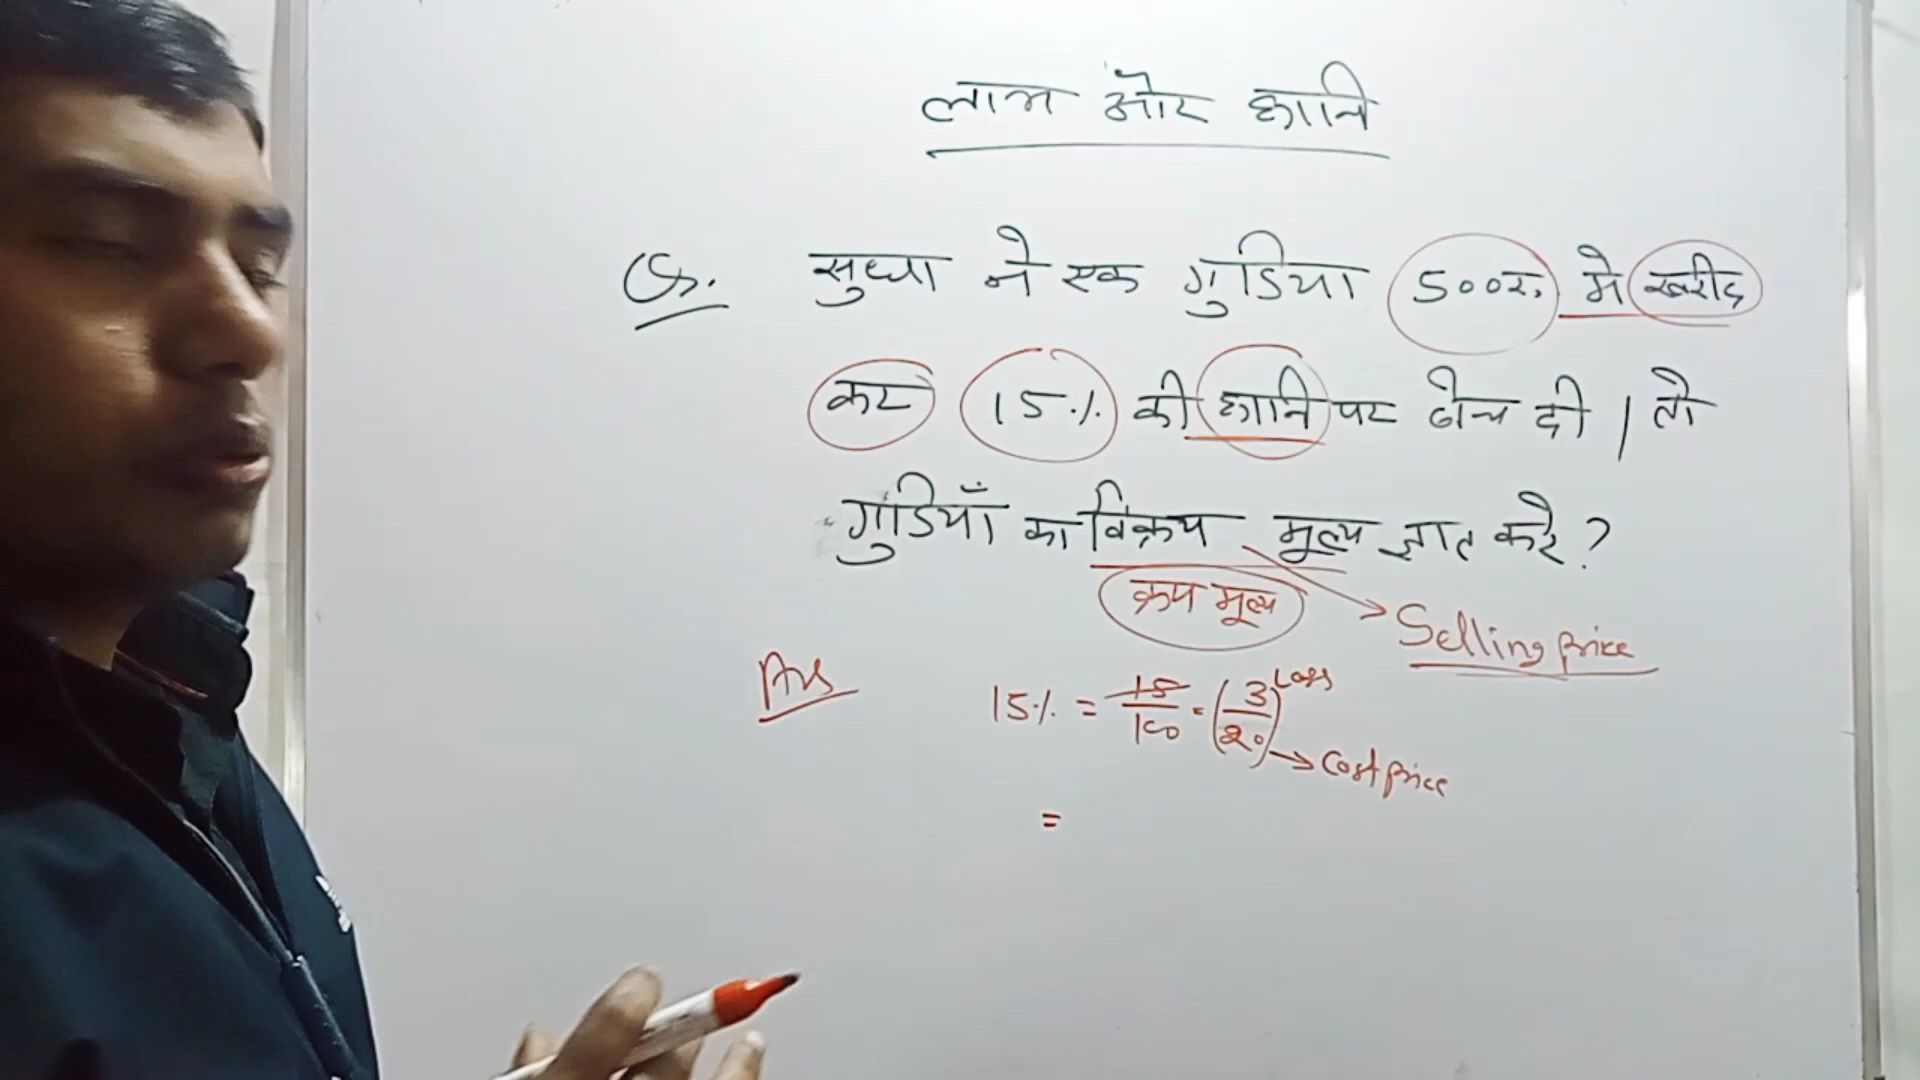 लाभ और हानि
Q. सुधा ने एक गुडिया 500रु. मे खरीद
कर 15% की हानि पर बेच दी । तो
गुडियाँ का विक्रय मूल्य ज्ञात करे ?
क्रय मूल्य
Selling price
Ans 15% = 15/100 = (3/20) Loss
→ Cost price
=